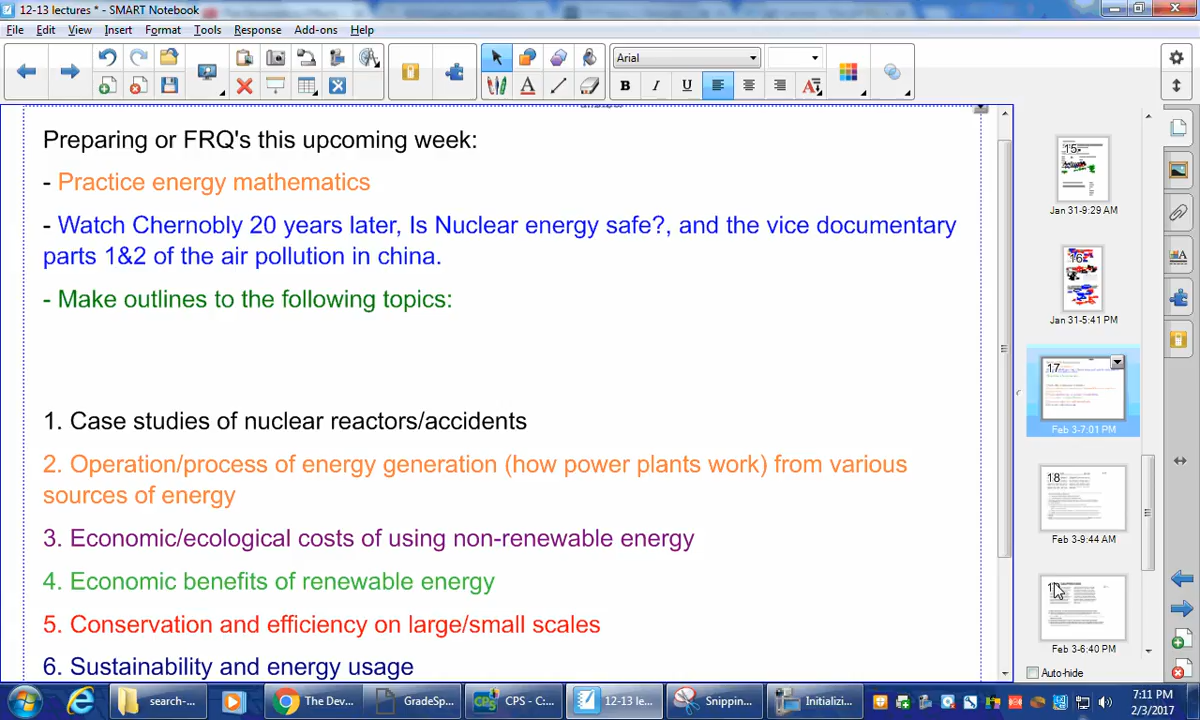 12-13 lectures * - SMART Notebook
File Edit View Insert Format Tools Options Response Add-ons Help
Arial
B I U
Preparing or FRQ's this upcoming week:
- Practice energy mathematics
- Watch Chernobly 20 years later, Is Nuclear energy safe?, and the vice documentary
parts 1&2 of the air pollution in china.
- Make outlines to the following topics:
1. Case studies of nuclear reactors/accidents
2. Operation/process of energy generation (how power plants work) from various
sources of energy
3. Economic/ecological costs of using non-renewable energy
4. Economic benefits of renewable energy
5. Conservation and efficiency on large/small scales
6. Sustainability and energy usage
15
Jan 31-9:29 AM
16
Jan 31-5:41 PM
17
Feb 3-7:01 PM
18
Feb 3-9:44 AM
Feb 3-6:40 PM
Auto-hide
search-...
The Dev...
GradeSp...
CPS - C:...
12-13 le...
Snippin...
Initializi...
7:11 PM
2/3/2017